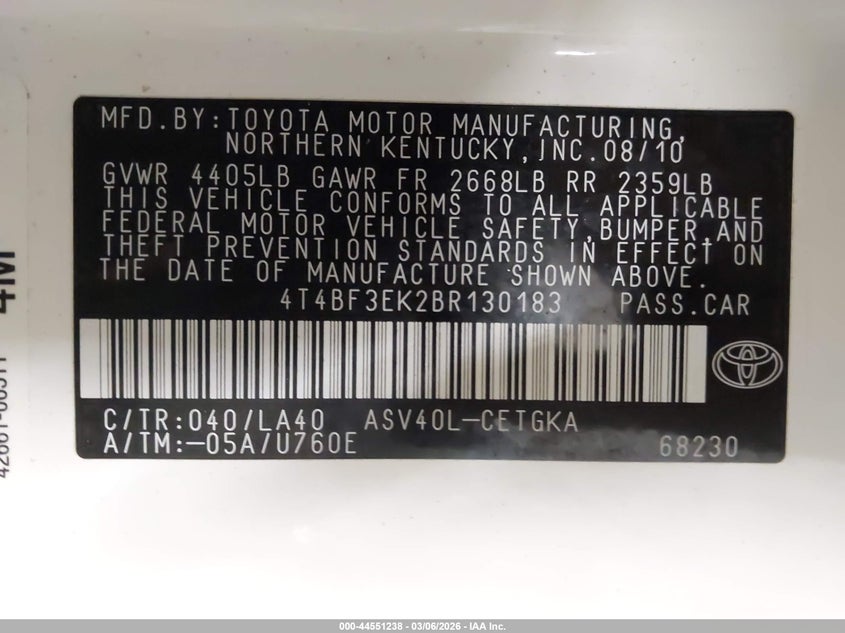 MFD.BY:TOYOTA MOTOR MANUFACTURING,
NORTHERN KENTUCKY,INC.08/10
GVWR 4405LB GAWR FR 2668LB RR 2359LB
THIS VEHICLE CONFORMS TO ALL APPLICABLE
FEDERAL MOTOR VEHICLE SAFETY,BUMPER,AND
THEFT PREVENTION STANDARDS IN EFFECT ON
THE DATE OF MANUFACTURE SHOWN ABOVE.
4T4BF3EK2BR130183 PASS.CAR
C/TR:040/LA40 ASV40L-CETGKA
A/TM:-05A/U760E 68230
4M
000-44551238 - 03/06/2026 - IAA Inc.